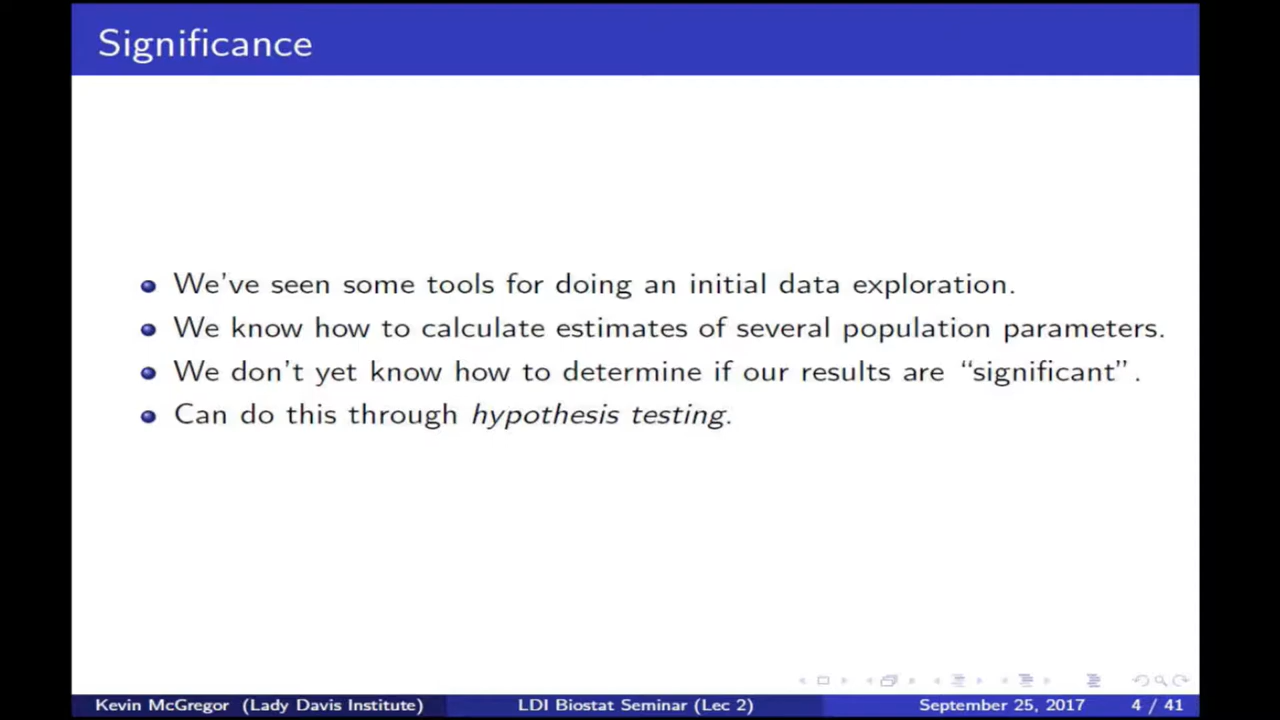 Significance
We've seen some tools for doing an initial data exploration.
We know how to calculate estimates of several population parameters.
We don't yet know how to determine if our results are “significant”.
Can do this through hypothesis testing.
Kevin McGregor (Lady Davis Institute) LDI Biostat Seminar (Lec 2) September 25, 2017 4 / 41